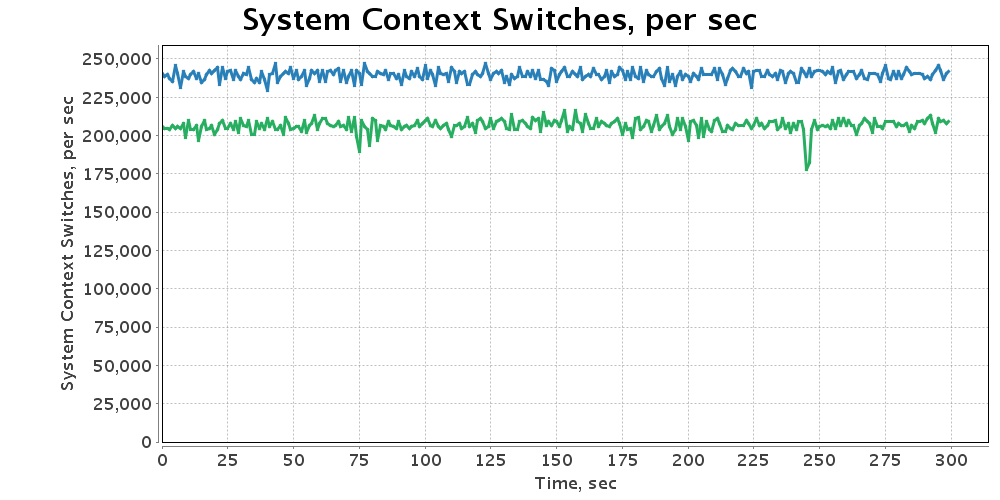 System Context Switches, per sec
System Context Switches, per sec
250,000
225,000
200,000
175,000
150,000
125,000
100,000
75,000
50,000
25,000
0
0 25 50 75 100 125 150 175 200 225 250 275 300
Time, sec